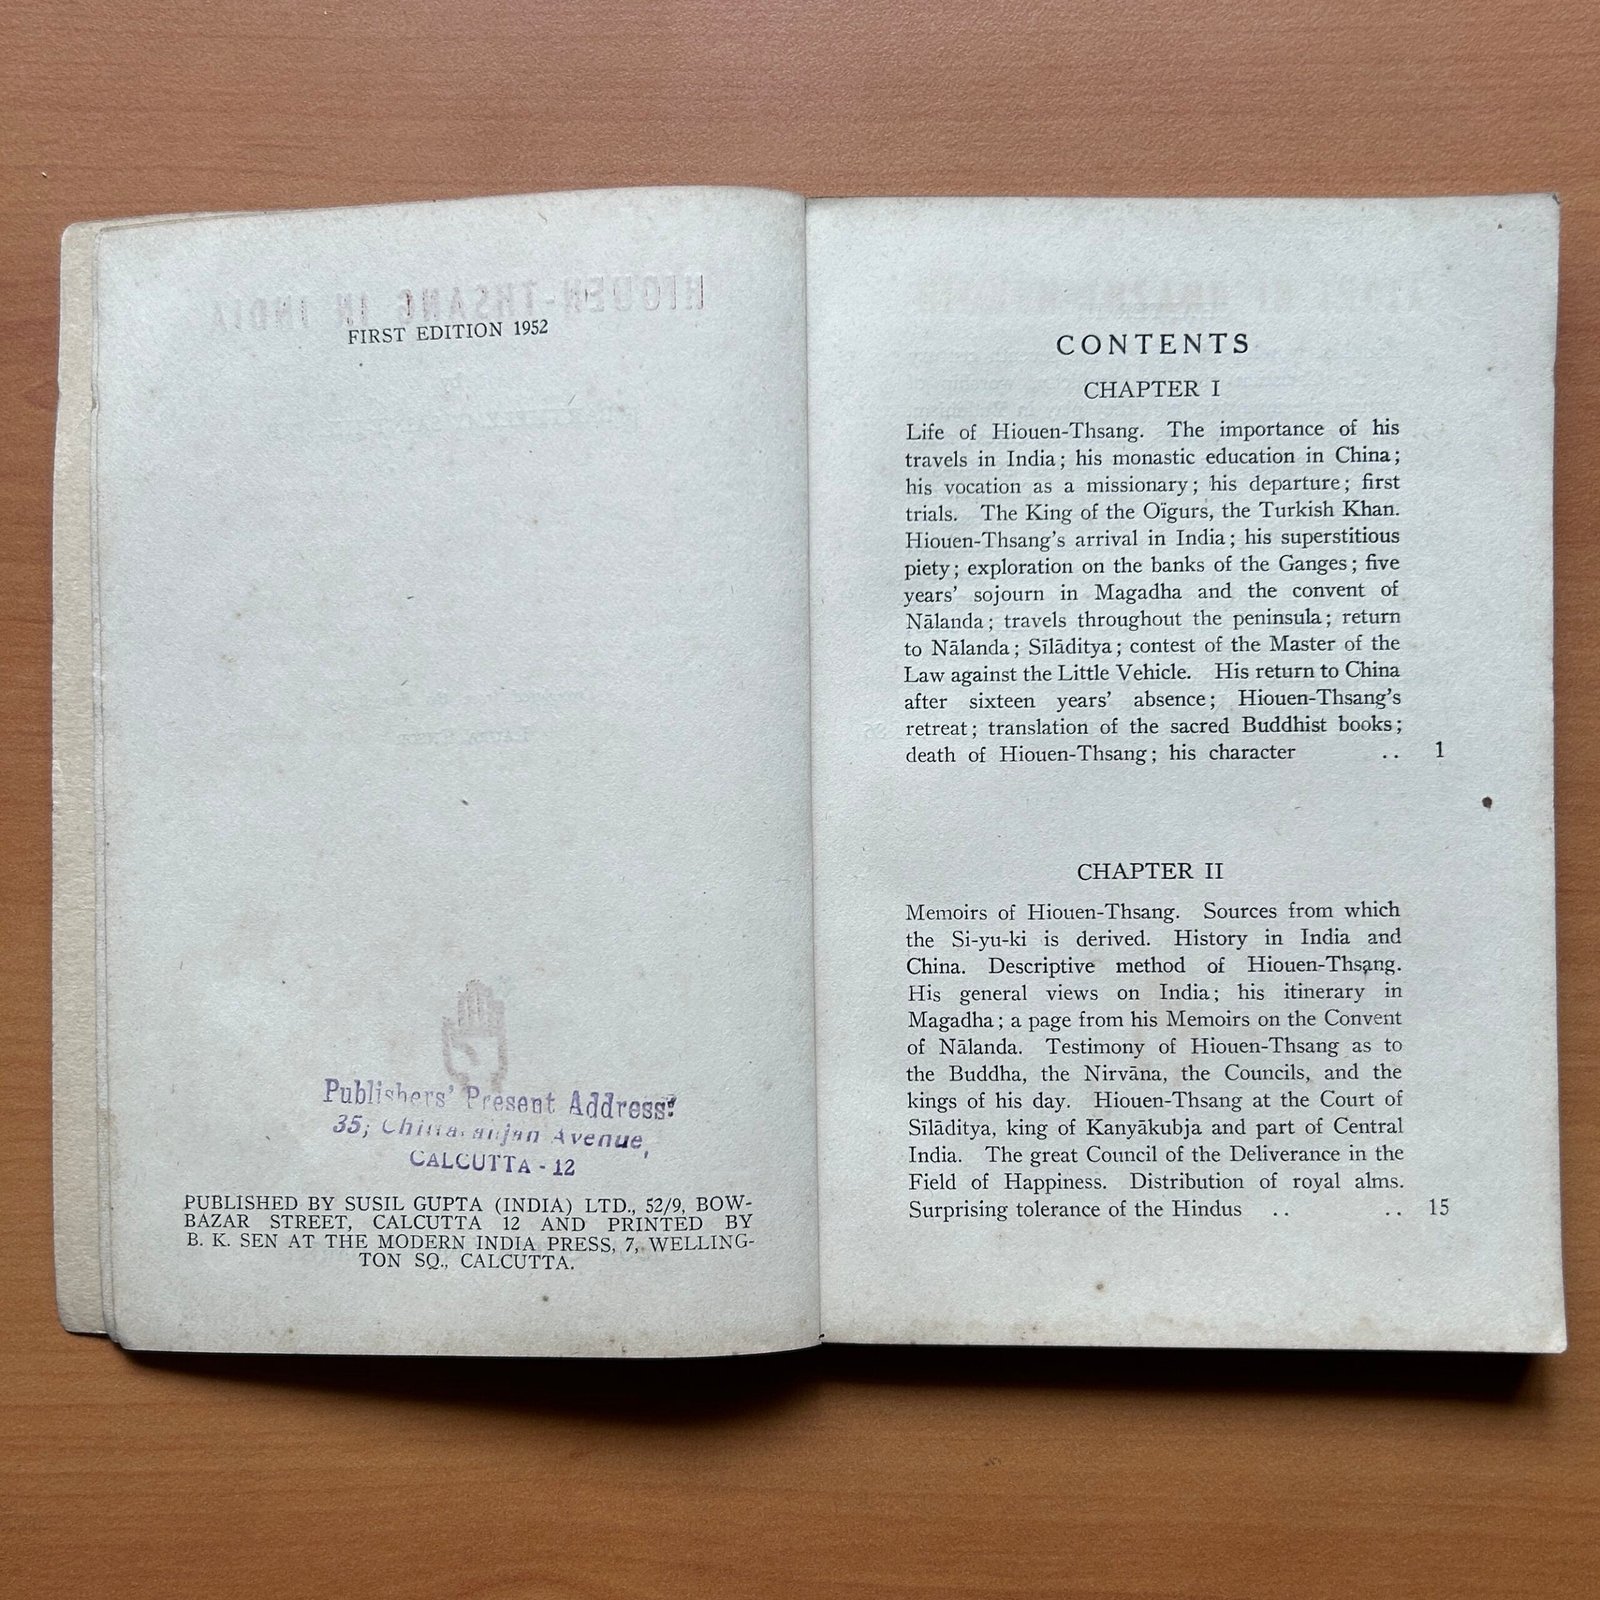 FIRST EDITION 1952
Publishers' Present Address:
35, Chittaranjan Avenue,
CALCUTTA - 12
PUBLISHED BY SUSIL GUPTA (INDIA) LTD., 52/9, BOW-
BAZAR STREET, CALCUTTA 12 AND PRINTED BY
B. K. SEN AT THE MODERN INDIA PRESS, 7, WELLING-
TON SQ., CALCUTTA.
CONTENTS
CHAPTER I
Life of Hiouen-Thsang. The importance of his
travels in India; his monastic education in China;
his vocation as a missionary; his departure; first
trials. The King of the Oïgurs, the Turkish Khan.
Hiouen-Thsang's arrival in India; his superstitious
piety; exploration on the banks of the Ganges; five
years' sojourn in Magadha and the convent of
Nālanda; travels throughout the peninsula; return
to Nālanda; Sīlāditya; contest of the Master of the
Law against the Little Vehicle. His return to China
after sixteen years' absence; Hiouen-Thsang's
retreat; translation of the sacred Buddhist books;
death of Hiouen-Thsang; his character .. 1
CHAPTER II
Memoirs of Hiouen-Thsang. Sources from which
the Si-yu-ki is derived. History in India and
China. Descriptive method of Hiouen-Thsang.
His general views on India; his itinerary in
Magadha; a page from his Memoirs on the Convent
of Nālanda. Testimony of Hiouen-Thsang as to
the Buddha, the Nirvāna, the Councils, and the
kings of his day. Hiouen-Thsang at the Court of
Sīlāditya, king of Kanyākubja and part of Central
India. The great Council of the Deliverance in the
Field of Happiness. Distribution of royal alms.
Surprising tolerance of the Hindus .. .. 15